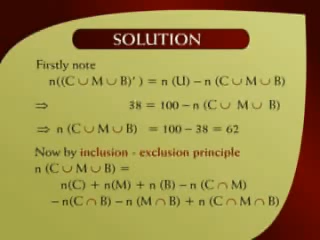 SOLUTION
Firstly note
n((C ∪ M ∪ B)' ) = n (U) – n (C ∪ M ∪ B)
⇒ 38 = 100 – n (C ∪ M ∪ B)
⇒ n (C ∪ M ∪ B) = 100 – 38 = 62
Now by inclusion - exclusion principle
n (C ∪ M ∪ B) =
n(C) + n(M) + n (B) – n (C ∩ M)
– n(C ∩ B) – n (M ∩ B) + n (C ∩ M ∩ B)